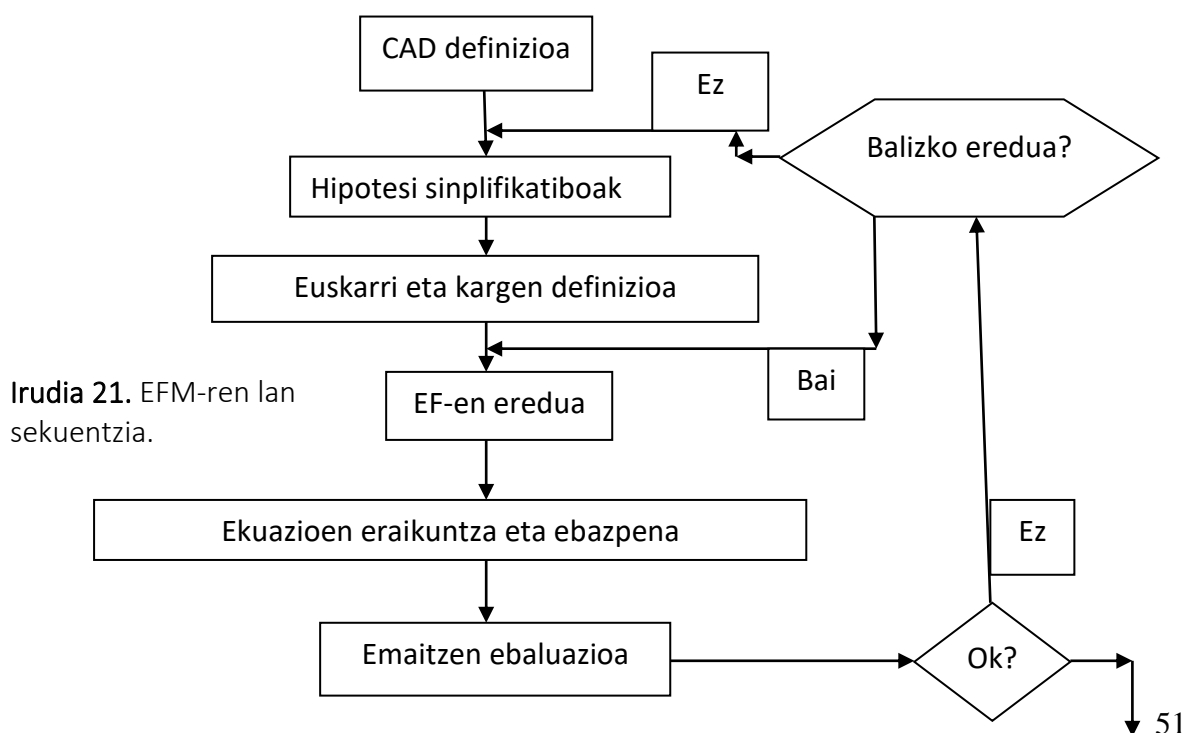 CAD definizioa
Ez
Balizko eredua?
Hipotesi sinplifikatiboak
Euskarri eta kargen definizioa
Bai
EF-en eredua
Irudia 21. EFM-ren lan
sekuentzia.
Ekuazioen eraikuntza eta ebazpena
Ez
Emaitzen ebaluazioa
Ok?
51